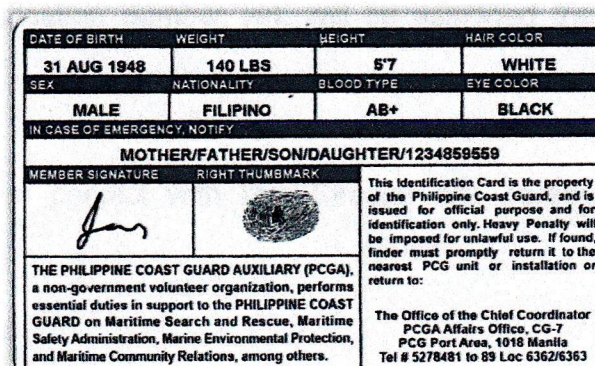 DATE OF BIRTH WEIGHT HEIGHT HAIR COLOR
31 AUG 1948 140 LBS 5'7 WHITE
SEX NATIONALITY BLOOD TYPE EYE COLOR
MALE FILIPINO AB+ BLACK
IN CASE OF EMERGENCY, NOTIFY
MOTHER/FATHER/SON/DAUGHTER/1234859559
MEMBER SIGNATURE RIGHT THUMBMARK
THE PHILIPPINE COAST GUARD AUXILIARY (PCGA),
a non-government volunteer organization, performs
essential duties in support to the PHILIPPINE COAST
GUARD on Maritime Search and Rescue, Maritime
Safety Administration, Marine Environmental Protection,
and Maritime Community Relations, among others.
This Identification Card is the property
of the Philippine Coast Guard, and is
issued for official purpose and for
identification only. Heavy Penalty will
be imposed for unlawful use. If found,
finder must promptly return it to the
nearest PCG unit or installation or
return to:
The Office of the Chief Coordinator
PCGA Affairs Office, CG-7
PCG Port Area, 1018 Manila
Tel # 5278481 to 89 Loc 6362/6363